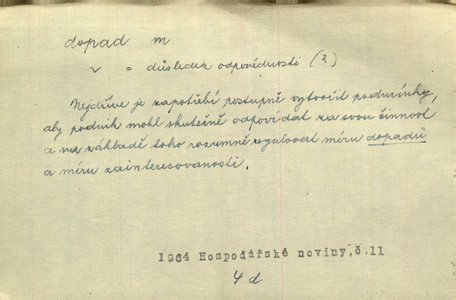 dopad m.
v = důsledek odpovědnosti (?)
Nejdříve je zapotřebí postupně vytvořit podmínky,
aby podnik mohl skutečně odpovídat za svou činnost
a na základě toho rozumně regulovat míru dopadů
a míru zainteresovanosti.
1964 Hospodářské noviny,č.11
4d